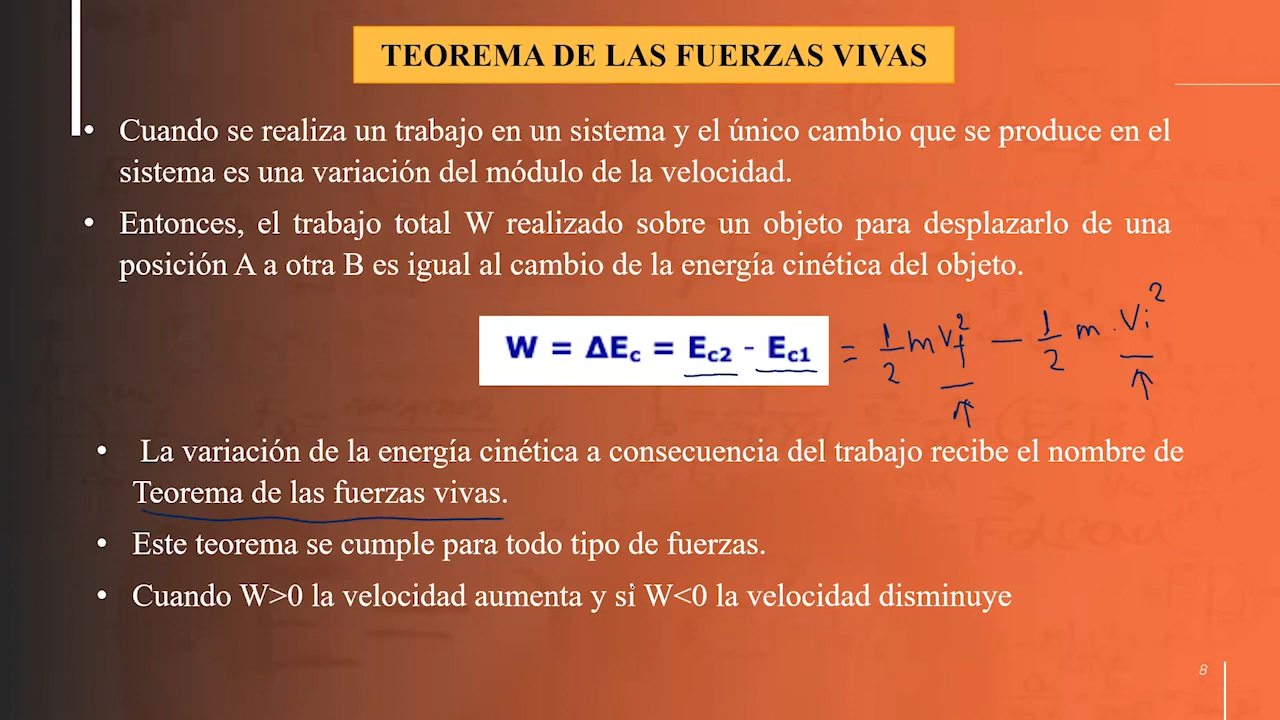 TEOREMA DE LAS FUERZAS VIVAS
• Cuando se realiza un trabajo en un sistema y el único cambio que se produce en el
sistema es una variación del módulo de la velocidad.
• Entonces, el trabajo total W realizado sobre un objeto para desplazarlo de una
posición A a otra B es igual al cambio de la energía cinética del objeto.
W = ΔEc = Ec2 - Ec1 = 1/2 m vf² − 1/2 m . vi²
• La variación de la energía cinética a consecuencia del trabajo recibe el nombre de
Teorema de las fuerzas vivas.
• Este teorema se cumple para todo tipo de fuerzas.
• Cuando W>0 la velocidad aumenta y si W<0 la velocidad disminuye
8